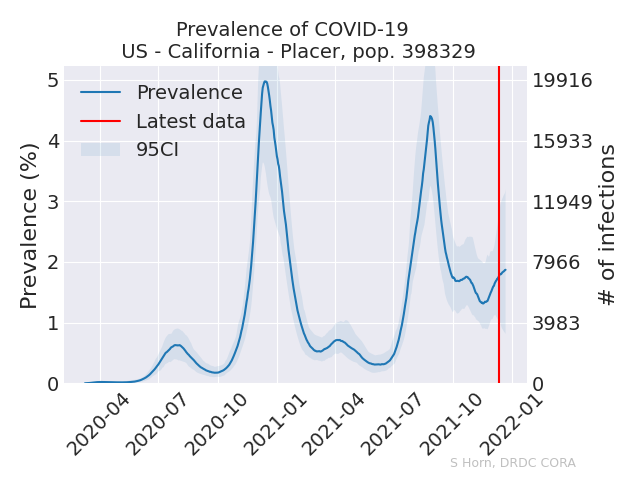 Prevalence of COVID-19
US - California - Placer, pop. 398329
Prevalence
Latest data
95CI
Prevalence (%)
5
4
3
2
1
0
19916
15933
11949
7966
3983
0
# of infections
2020-04
2020-07
2020-10
2021-01
2021-04
2021-07
2021-10
2022-01
S Horn, DRDC CORA